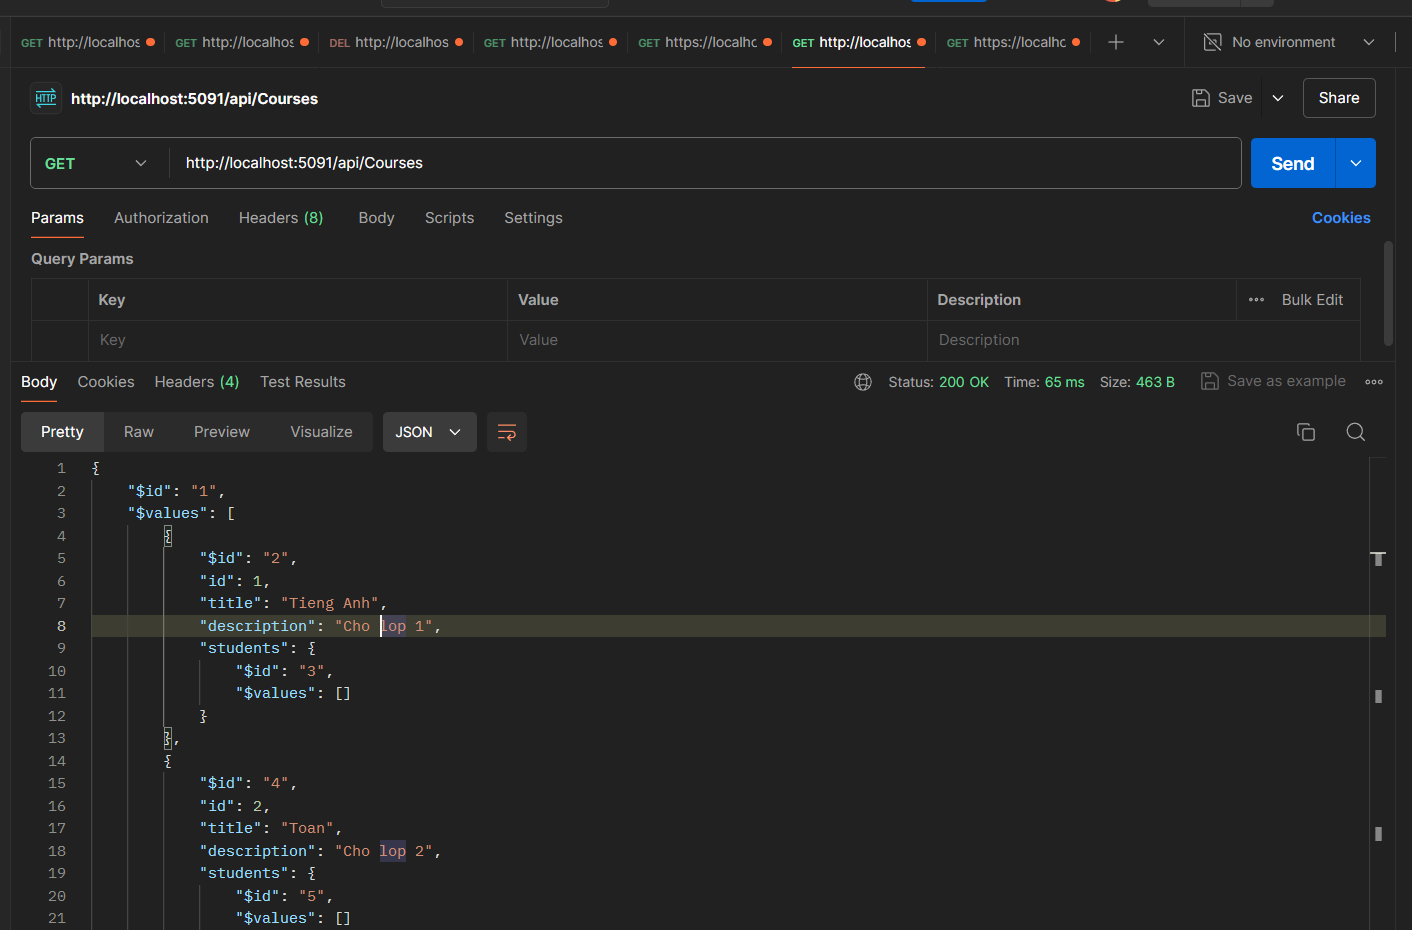 GET http://localhos GET http://localhos DEL http://localhos GET http://localhos GET https://localhc GET http://localhos GET https://localhc No environment
HTTP http://localhost:5091/api/Courses Save Share
GET http://localhost:5091/api/Courses Send
Params Authorization Headers (8) Body Scripts Settings Cookies
Query Params
Key Value Description Bulk Edit
Key Value Description
Body Cookies Headers (4) Test Results Status: 200 OK Time: 65 ms Size: 463 B Save as example
Pretty Raw Preview Visualize JSON
1 {
2 "$id": "1",
3 "$values": [
4 {
5 "$id": "2",
6 "id": 1,
7 "title": "Tieng Anh",
8 "description": "Cho lop 1",
9 "students": {
10 "$id": "3",
11 "$values": []
12 }
13 },
14 {
15 "$id": "4",
16 "id": 2,
17 "title": "Toan",
18 "description": "Cho lop 2",
19 "students": {
20 "$id": "5",
21 "$values": []